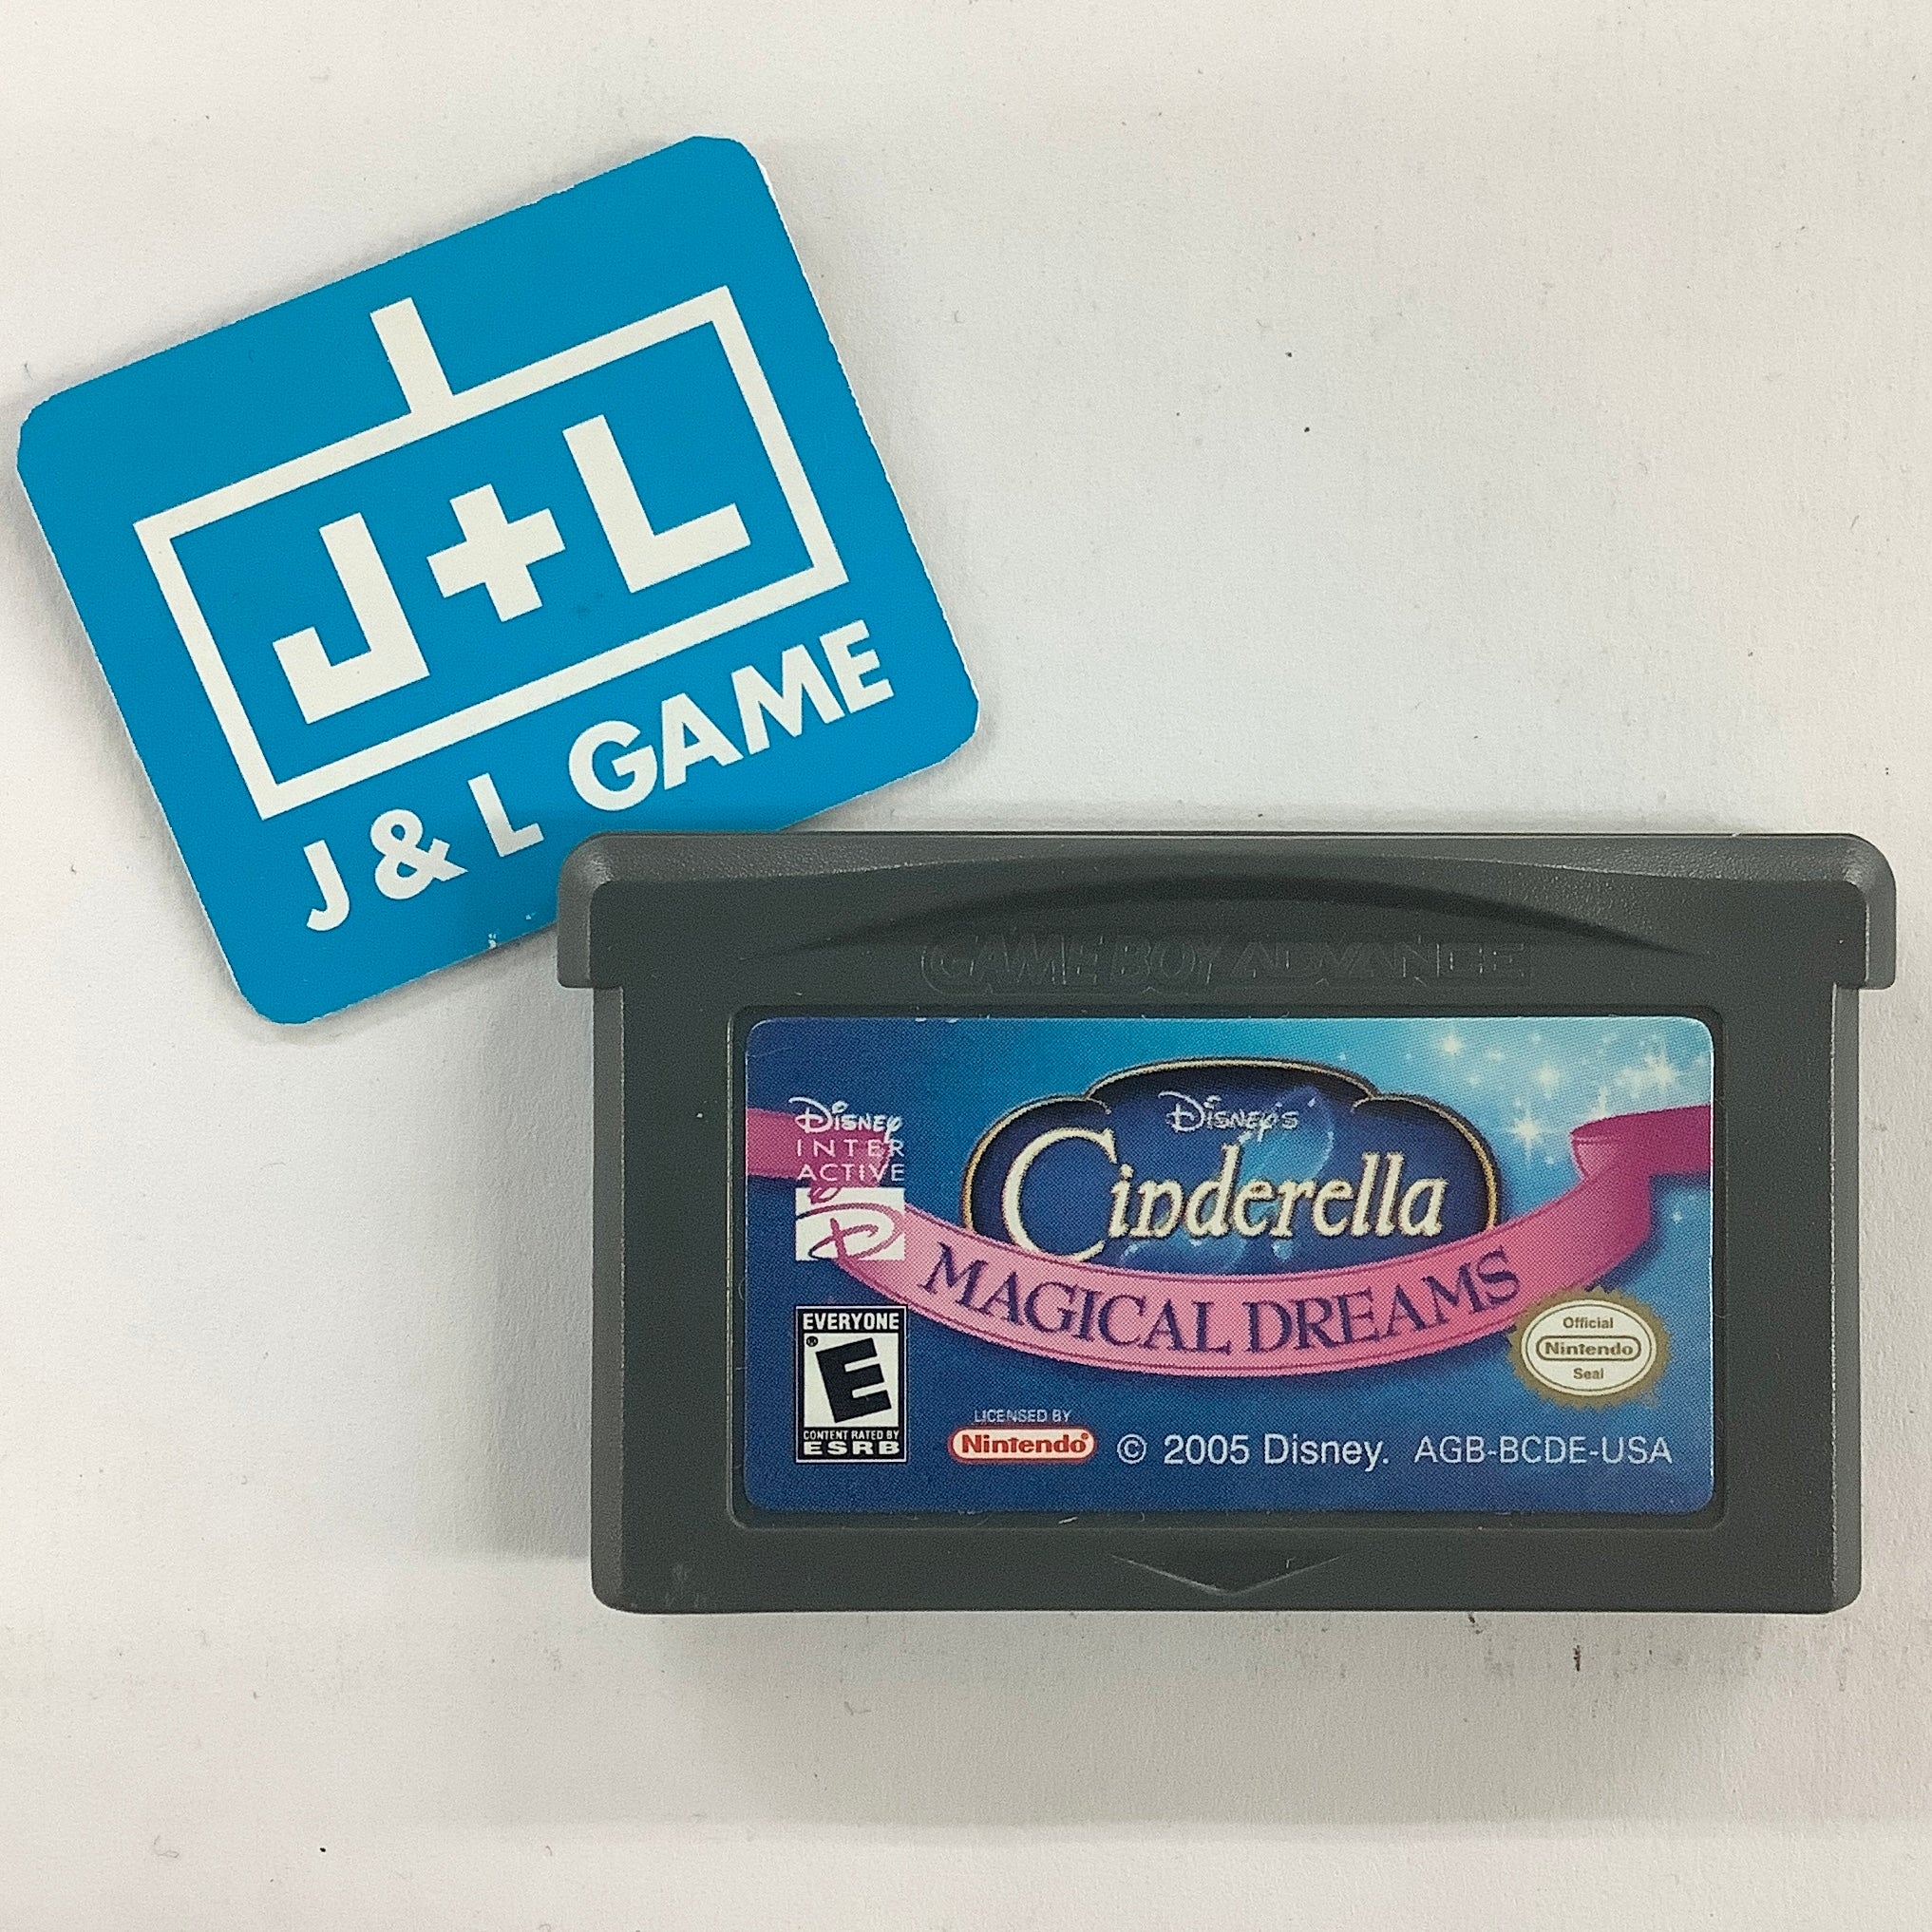 J+L
J & L GAME
GAME BOY ADVANCE
Disney
INTER
ACTIVE
D
Disney's
Cinderella
MAGICAL DREAMS
EVERYONE
E
CONTENT RATED BY
ESRB
Official
Nintendo
Seal
LICENSED BY
Nintendo® © 2005 Disney. AGB-BCDE-USA